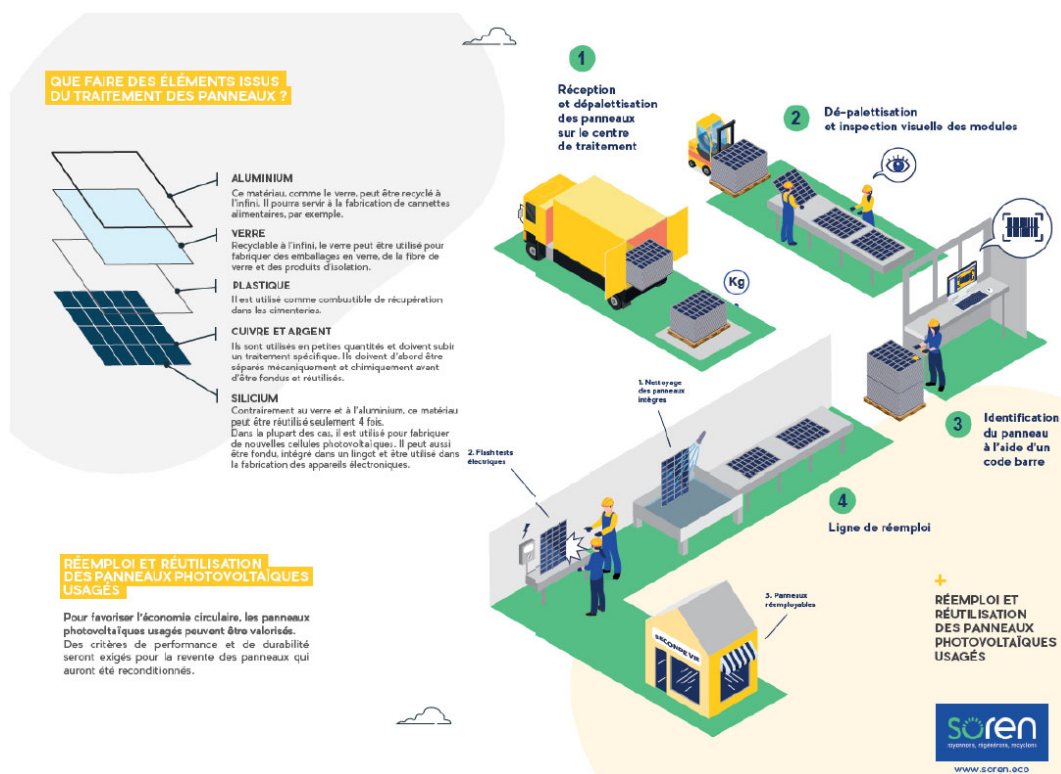 QUE FAIRE DES ÉLÉMENTS ISSUS
DU TRAITEMENT DES PANNEAUX ?
ALUMINIUM
Ce matériau, comme le verre, peut être recyclé à
l'infini. Il pourra servir à la fabrication de cannettes
alimentaires, par exemple.
VERRE
Recyclable à l'infini, le verre peut être utilisé pour
fabriquer des emballages en verre, de la fibre de
verre et des produits d'isolation.
PLASTIQUE
Il est utilisé comme combustible de récupération
dans les cimenteries.
CUIVRE ET ARGENT
Ils sont utilisés en petites quantités et doivent subir
un traitement spécifique. Ils doivent d'abord être
séparés mécaniquement et chimiquement avant
d'être fondus et réutilisés.
SILICIUM
Contrairement au verre et à l'aluminium, ce matériau
peut être réutilisé seulement 4 fois.
Dans la plupart des cas, il est utilisé pour fabriquer
de nouvelles cellules photovoltaïques. Il peut aussi
être fondu, intégré dans un lingot et être utilisé dans
la fabrication des appareils électroniques.
RÉEMPLOI ET RÉUTILISATION
DES PANNEAUX PHOTOVOLTAÏQUES
USAGÉS
Pour favoriser l'économie circulaire, les panneaux
photovoltaïques usagés peuvent être valorisés.
Des critères de performance et de durabilité
seront exigés pour la revente des panneaux qui
auront été reconditionnés.
1
Réception
et dépalettisation
des panneaux
sur le centre
de traitement
2
Dé-palettisation
et inspection visuelle des modules
Kg
3
Identification
du panneau
à l'aide d'un
code barre
4
Ligne de réemploi
1. Nettoyage
des panneaux
intègres
2. Flash tests
électriques
3. Panneaux
réemployables
SECONDE VIE
+
RÉEMPLOI ET
RÉUTILISATION
DES PANNEAUX
PHOTOVOLTAÏQUES
USAGÉS
soren
rayonnons, régénérons, recyclons
www.soren.eco